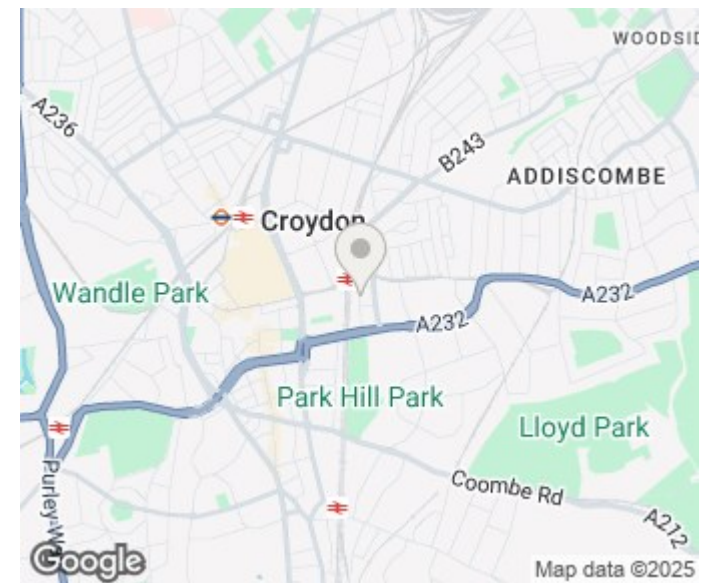 WOODSID
A236
B243
ADDISCOMBE
Croydon
Wandle Park
A232
A232
Park Hill Park
Lloyd Park
Coombe Rd
A212
Purley W
Google
Map data ©2025